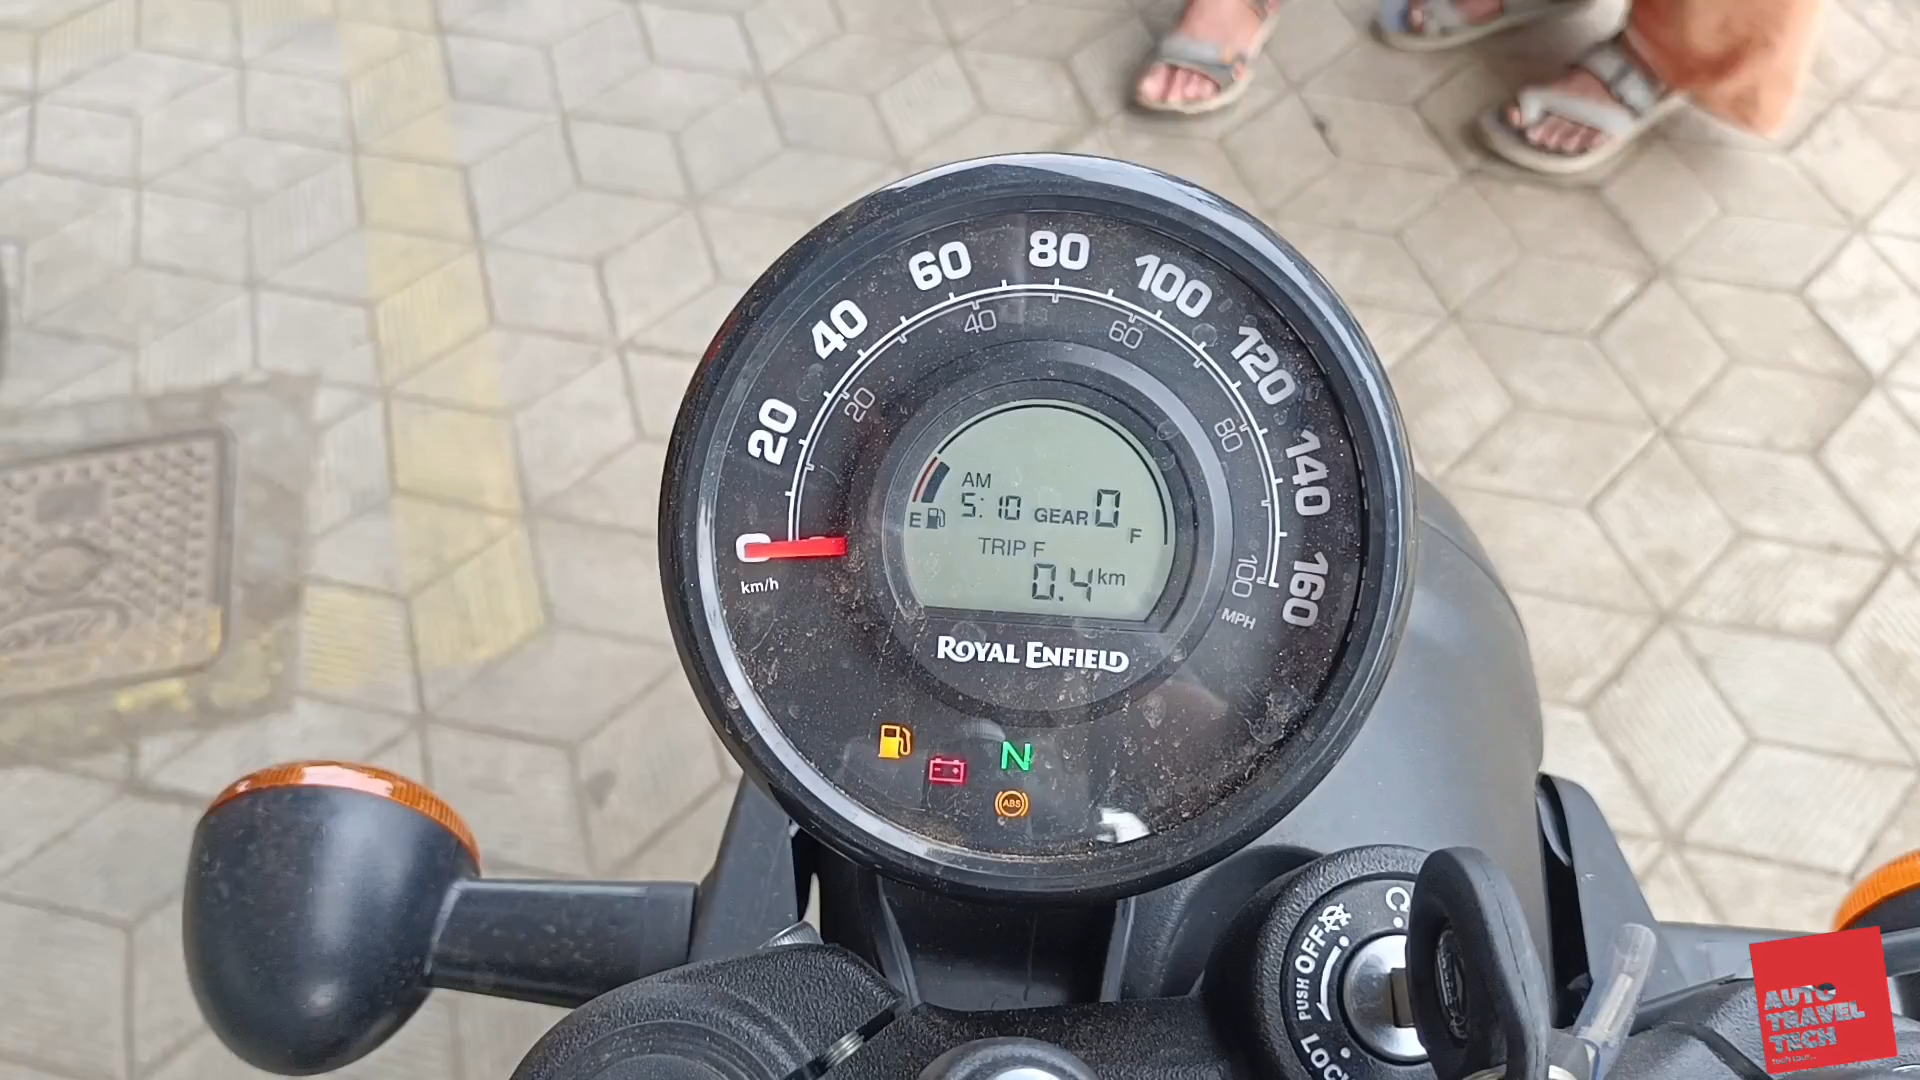 0 20 40 60 80 100 120 140 160
km/h
20 40 60 80 100
MPH
AM
5:10 GEAR 0
E F
TRIP F
0.4 km
ROYAL ENFIELD
N
ABS
OFF
PUSH
LOCK
AUTO
TRAVEL
TECH